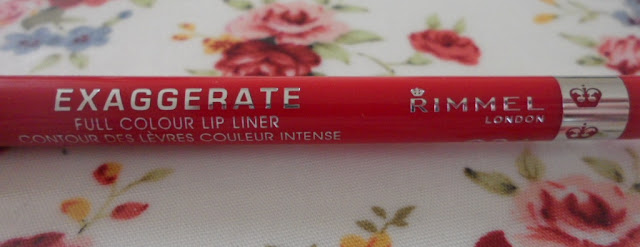 EXAGGERATE
FULL COLOUR LIP LINER
CONTOUR DES LÈVRES COULEUR INTENSE
RIMMEL
LONDON